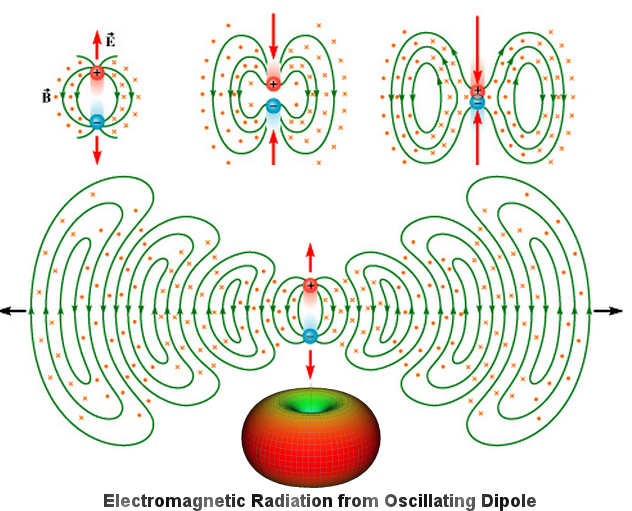 E⃗
B⃗
+
−
+
−
+
−
+
−
Electromagnetic Radiation from Oscillating Dipole